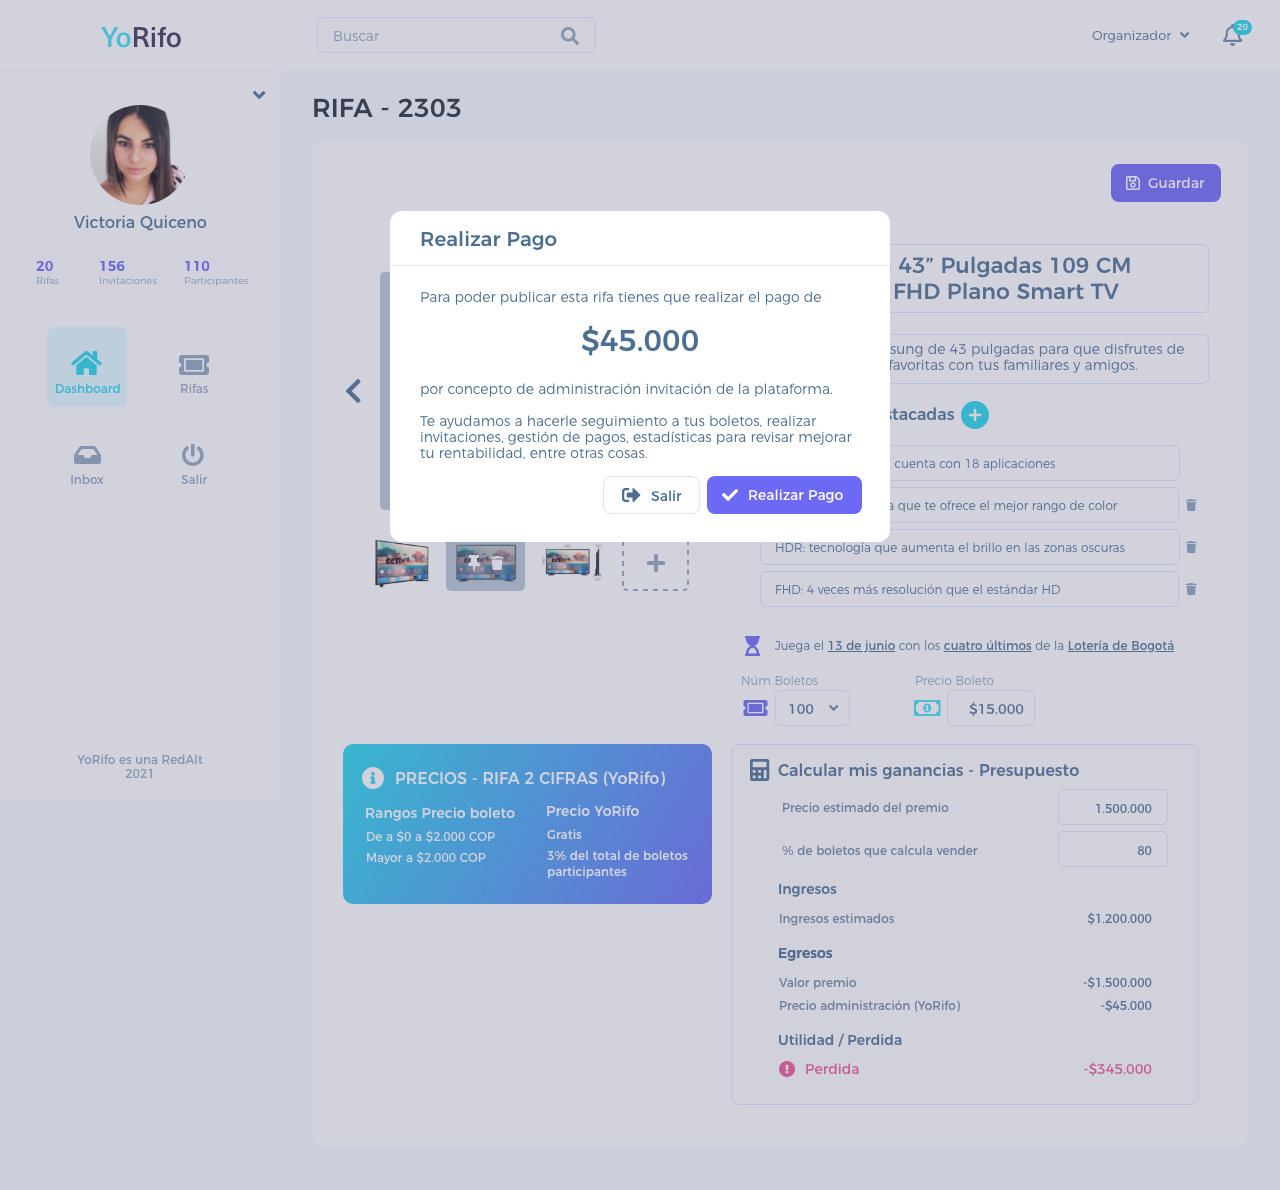 YoRifo
Buscar
Organizador
20
RIFA - 2303
Victoria Quiceno
20
Rifas
156
Invitaciones
110
Participantes
Dashboard
Rifas
Inbox
Salir
YoRifo es una RedAlt
2021
Guardar
Realizar Pago
Para poder publicar esta rifa tienes que realizar el pago de
$45.000
por concepto de administración invitación de la plataforma.
Te ayudamos a hacerle seguimiento a tus boletos, realizar
invitaciones, gestión de pagos, estadísticas para revisar mejorar
tu rentabilidad, entre otras cosas.
Salir
Realizar Pago
43” Pulgadas 109 CM
FHD Plano Smart TV
sung de 43 pulgadas para que disfrutes de
favoritas con tus familiares y amigos.
stacadas
cuenta con 18 aplicaciones
a que te ofrece el mejor rango de color
HDR: tecnología que aumenta el brillo en las zonas oscuras
FHD: 4 veces más resolución que el estándar HD
Juega el 13 de junio con los cuatro últimos de la Lotería de Bogotá
Núm Boletos
100
Precio Boleto
$15.000
PRECIOS - RIFA 2 CIFRAS (YoRifo)
Rangos Precio boleto
Precio YoRifo
De a $0 a $2.000 COP
Gratis
Mayor a $2.000 COP
3% del total de boletos
participantes
Calcular mis ganancias - Presupuesto
Precio estimado del premio
1.500.000
% de boletos que calcula vender
80
Ingresos
Ingresos estimados
$1.200.000
Egresos
Valor premio
-$1.500.000
Precio administración (YoRifo)
-$45.000
Utilidad / Perdida
Perdida
-$345.000